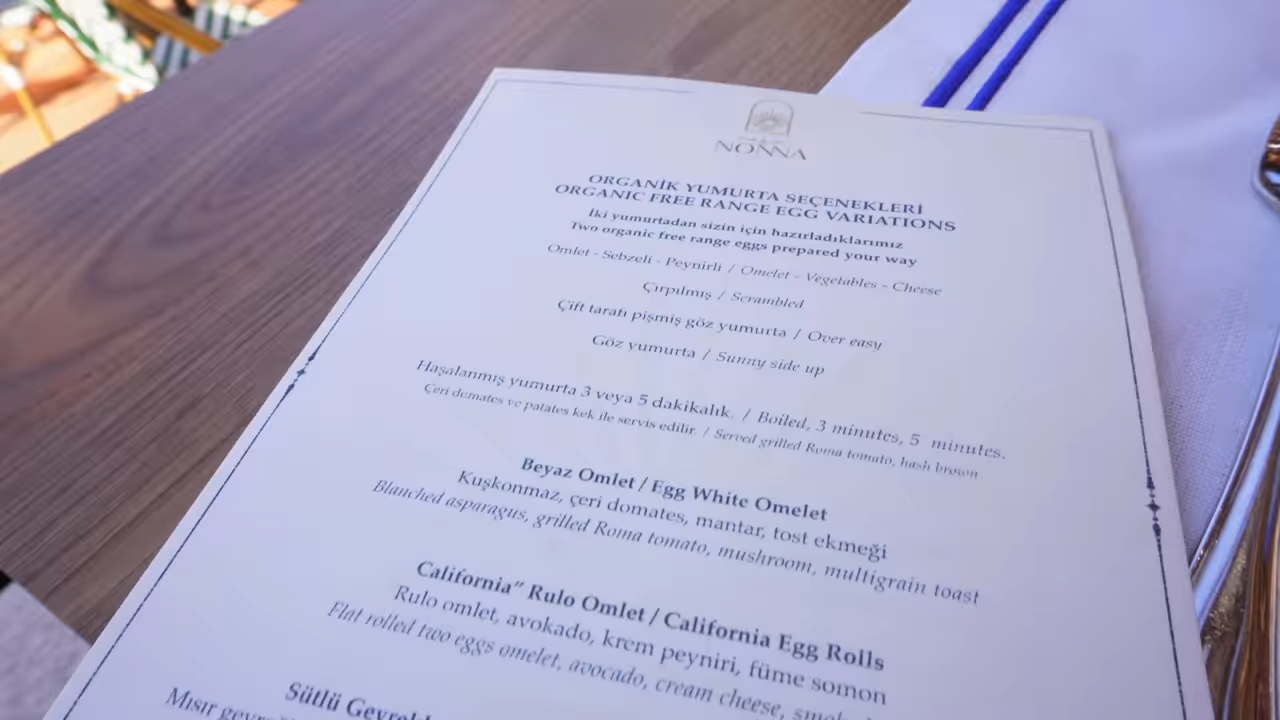 NONNA
ORGANİK YUMURTA SEÇENEKLERİ
ORGANIC FREE RANGE EGG VARIATIONS
İki yumurtadan sizin için hazırladıklarımız
Two organic free range eggs prepared your way
Omlet - Sebzeli - Peynirli / Omelet - Vegetables - Cheese
Çırpılmış / Scrambled
Çift tarafı pişmiş göz yumurta / Over easy
Göz yumurta / Sunny side up
Haşalanmış yumurta 3 veya 5 dakikalık. / Boiled, 3 minutes, 5 minutes.
Çeri domates ve patates kek ile servis edilir. / Served grilled Roma tomato, hash brown
Beyaz Omlet / Egg White Omelet
Kuşkonmaz, çeri domates, mantar, tost ekmeği
Blanched asparagus, grilled Roma tomato, mushroom, multigrain toast
California” Rulo Omlet / California Egg Rolls
Rulo omlet, avokado, krem peyniri, füme somon
Flat rolled two eggs omelet, avocado, cream cheese,
Sütlü
Mısır